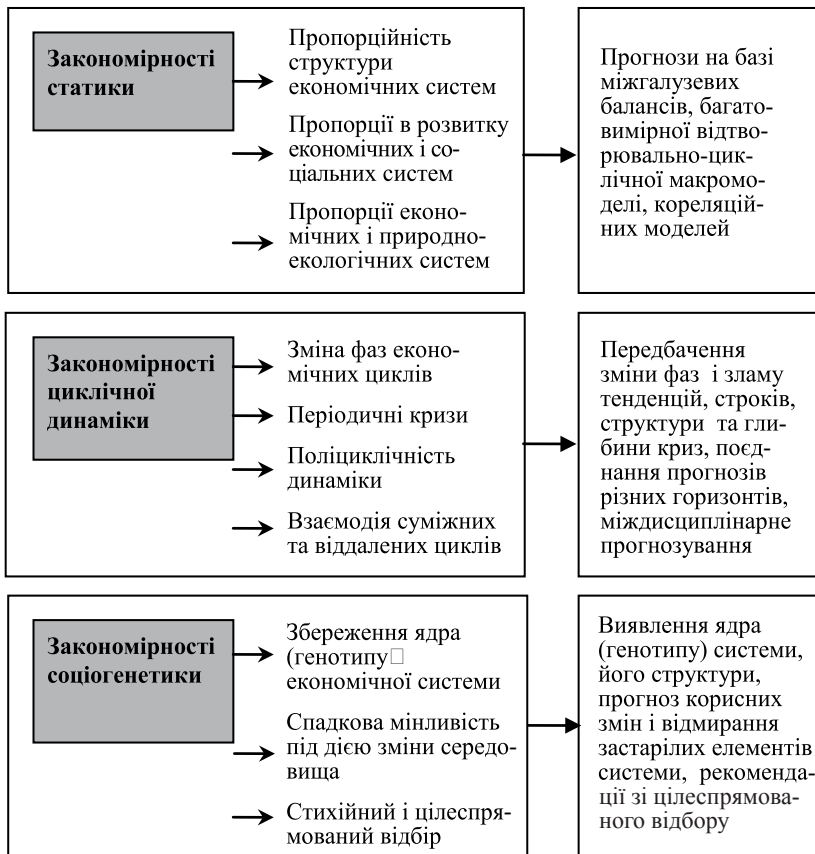 Закономірності
статики
Пропорційність
структури
економічних систем
Пропорції в розвитку
економічних і со-
ціальних систем
Пропорції еконо-
мічних і природно-
екологічних систем
Прогнози на базі
міжгалузевих
балансів, багато-
вимірної відтво-
рювально-цик-
лічної макромо-
делі, кореляцій-
них моделей
Закономірності
циклічної
динаміки
Зміна фаз еконо-
мічних циклів
Періодичні кризи
Поліциклічність
динаміки
Взаємодія суміжних
та віддалених циклів
Передбачення
зміни фаз і зламу
тенденцій, строків,
структури та гли-
бини криз, поєд-
нання прогнозів
різних горизонтів,
міждисциплінарне
прогнозування
Закономірності
соціогенетики
Збереження ядра
(генотипу□
економічної системи
Спадкова мінливість
під дією зміни середо-
вища
Стихійний і цілеспря-
мований відбір
Виявлення ядра
(генотипу) системи,
його структури,
прогноз корисних
змін і відмирання
застарілих елементів
системи, рекоменда-
ції зі цілеспрямова-
ного відбору